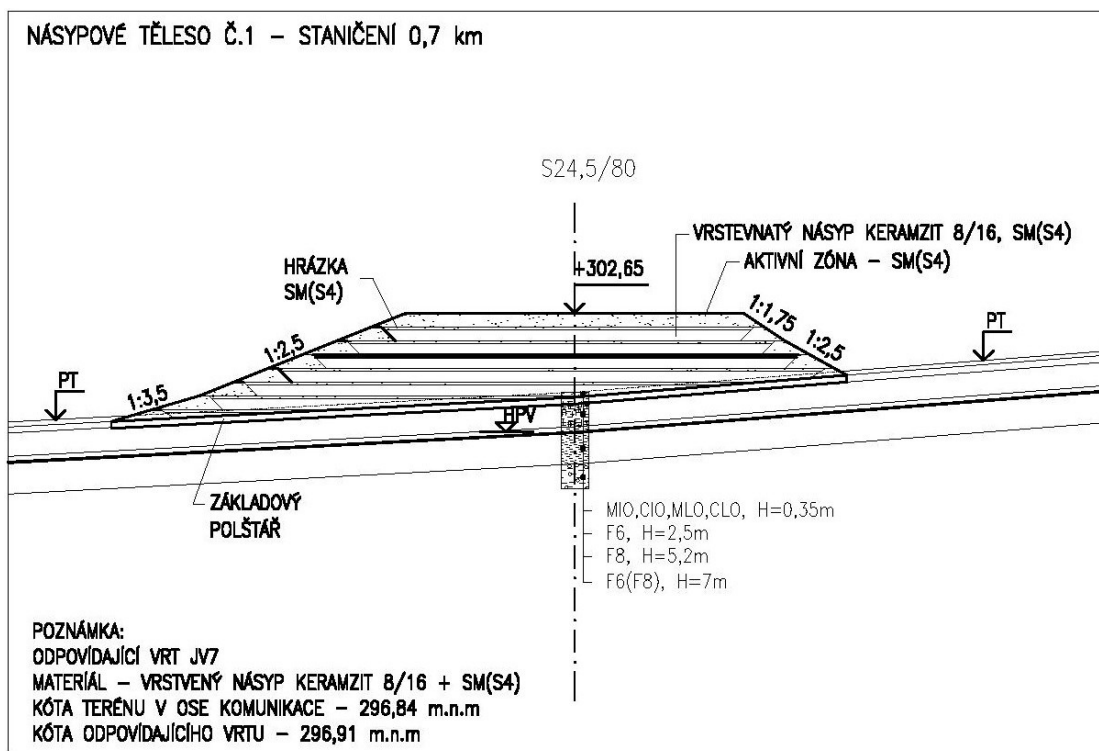 NÁSYPOVÉ TĚLESO Č.1 – STANIČENÍ 0,7 km
S24,5/80
VRSTEVNATÝ NÁSYP KERAMZIT 8/16, SM(S4)
AKTIVNÍ ZÓNA – SM(S4)
HRÁZKA
SM(S4)
+302,65
1:1,75
1:2,5
PT
1:2,5
PT
1:3,5
HPV
ZÁKLADOVÝ
POLŠTÁŘ
MIO,CIO,MLO,CLO, H=0,35m
F6, H=2,5m
F8, H=5,2m
F6(F8), H=7m
POZNÁMKA:
ODPOVÍDAJÍCÍ VRT JV7
MATERIÁL – VRSTVENÝ NÁSYP KERAMZIT 8/16 + SM(S4)
KÓTA TERÉNU V OSE KOMUNIKACE – 296,84 m.n.m
KÓTA ODPOVÍDAJÍCÍHO VRTU – 296,91 m.n.m